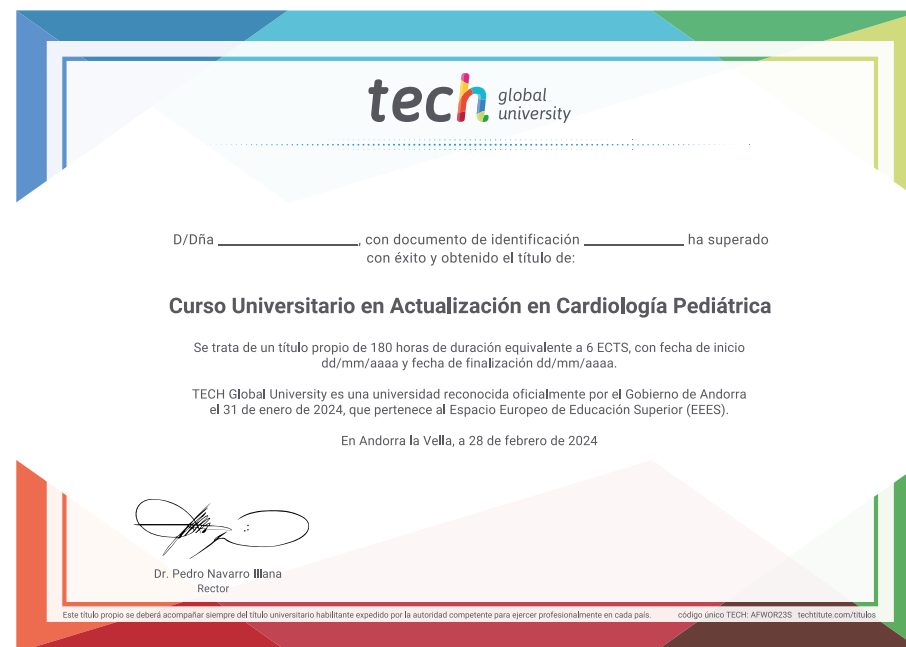 tech global university
D/Dña ____________, con documento de identificación ____________ ha superado
con éxito y obtenido el título de:
Curso Universitario en Actualización en Cardiología Pediátrica
Se trata de un título propio de 180 horas de duración equivalente a 6 ECTS, con fecha de inicio
dd/mm/aaaa y fecha de finalización dd/mm/aaaa.
TECH Global University es una universidad reconocida oficialmente por el Gobierno de Andorra
el 31 de enero de 2024, que pertenece al Espacio Europeo de Educación Superior (EEES).
En Andorra la Vella, a 28 de febrero de 2024
Dr. Pedro Navarro Illana
Rector
Este título propio se deberá acompañar siempre del título universitario habilitante expedido por la autoridad competente para ejercer profesionalmente en cada país. código único TECH: AFWOR23S techtitute.com/titulos